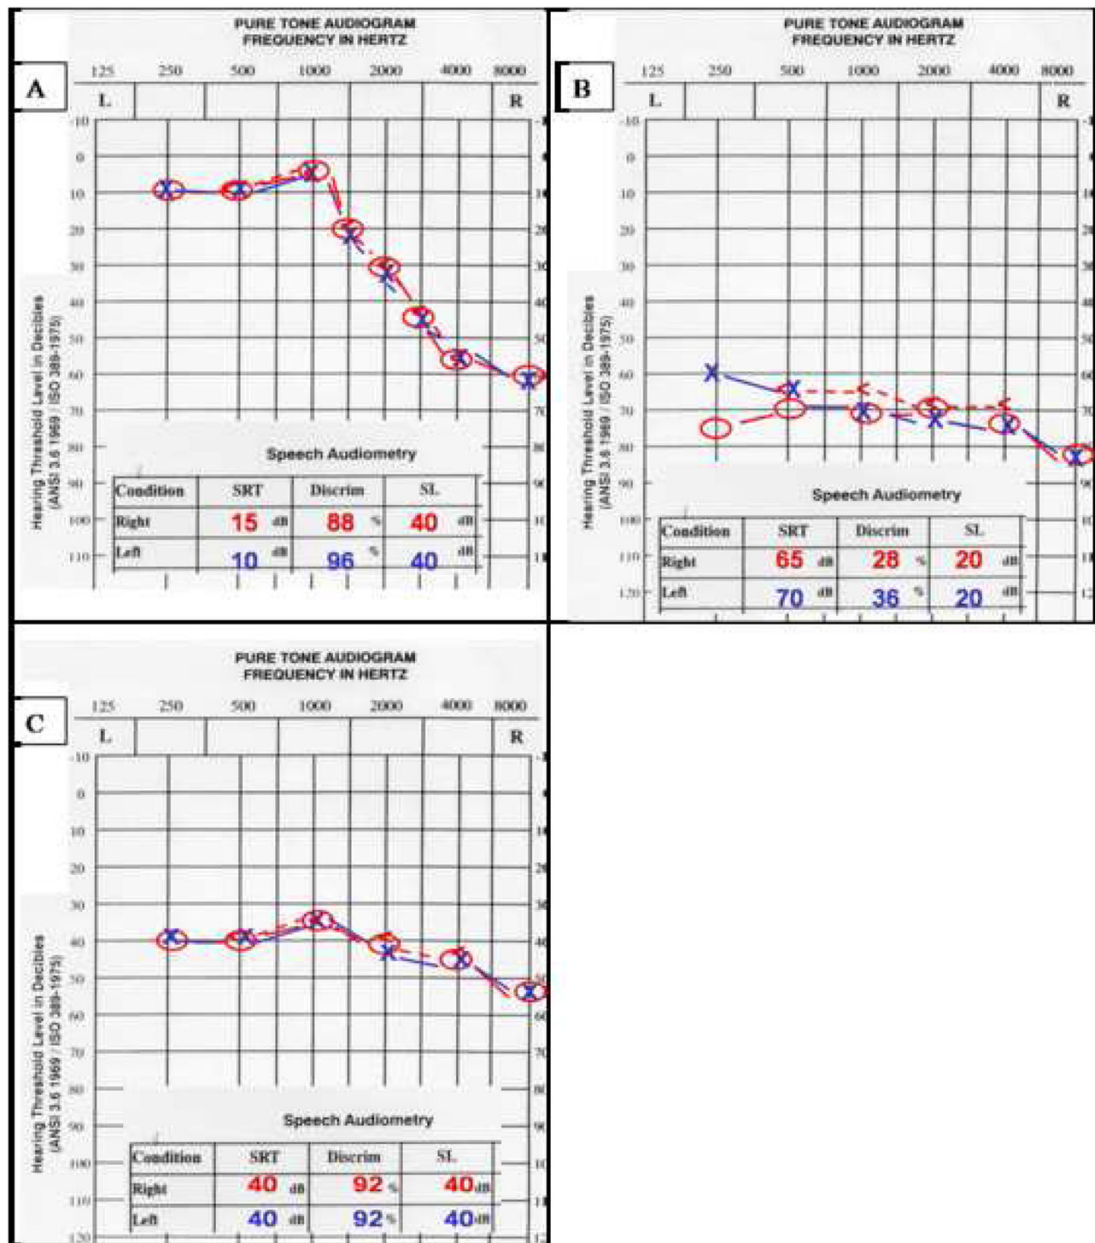 PURE TONE AUDIOGRAM
FREQUENCY IN HERTZ
A
125 250 500 1000 2000 4000 8000
L R
-10
0
10
20
30
40
50
60
70
80
90
100
110
Hearing Threshold Level in Decibles
(ANSI 3.6 1969 / ISO 389-1975)
Speech Audiometry
Condition SRT Discrim SL
Right 15 dB 88 % 40 dB
Left 10 dB 96 % 40 dB
PURE TONE AUDIOGRAM
FREQUENCY IN HERTZ
B
125 250 500 1000 2000 4000 8000
L R
-10
0
10
20
30
40
50
60
70
80
90
100
110
120
Hearing Threshold Level in Decibles
(ANSI 3.6 1969 / ISO 389-1975)
Speech Audiometry
Condition SRT Discrim SL
Right 65 dB 28 % 20 dB
Left 70 dB 36 % 20 dB
PURE TONE AUDIOGRAM
FREQUENCY IN HERTZ
C
125 250 500 1000 2000 4000 8000
L R
-10
0
10
20
30
40
50
60
70
80
90
100
110
120
Hearing Threshold Level in Decibles
(ANSI 3.6 1969 / ISO 389-1975)
Speech Audiometry
Condition SRT Discrim SL
Right 40 dB 92 % 40 dB
Left 40 dB 92 % 40 dB